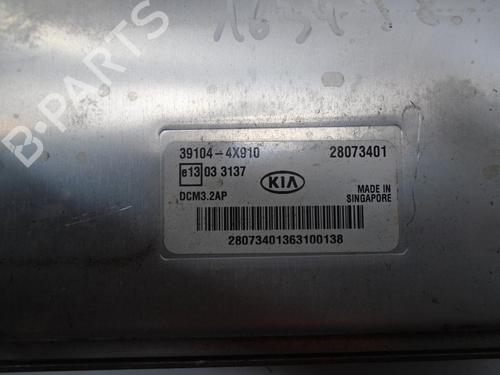 B-PARTS
39104-4X910 28073401
e13 03 3137 KIA
DCM3.2AP MADE IN
SINGAPORE
28073401363100138